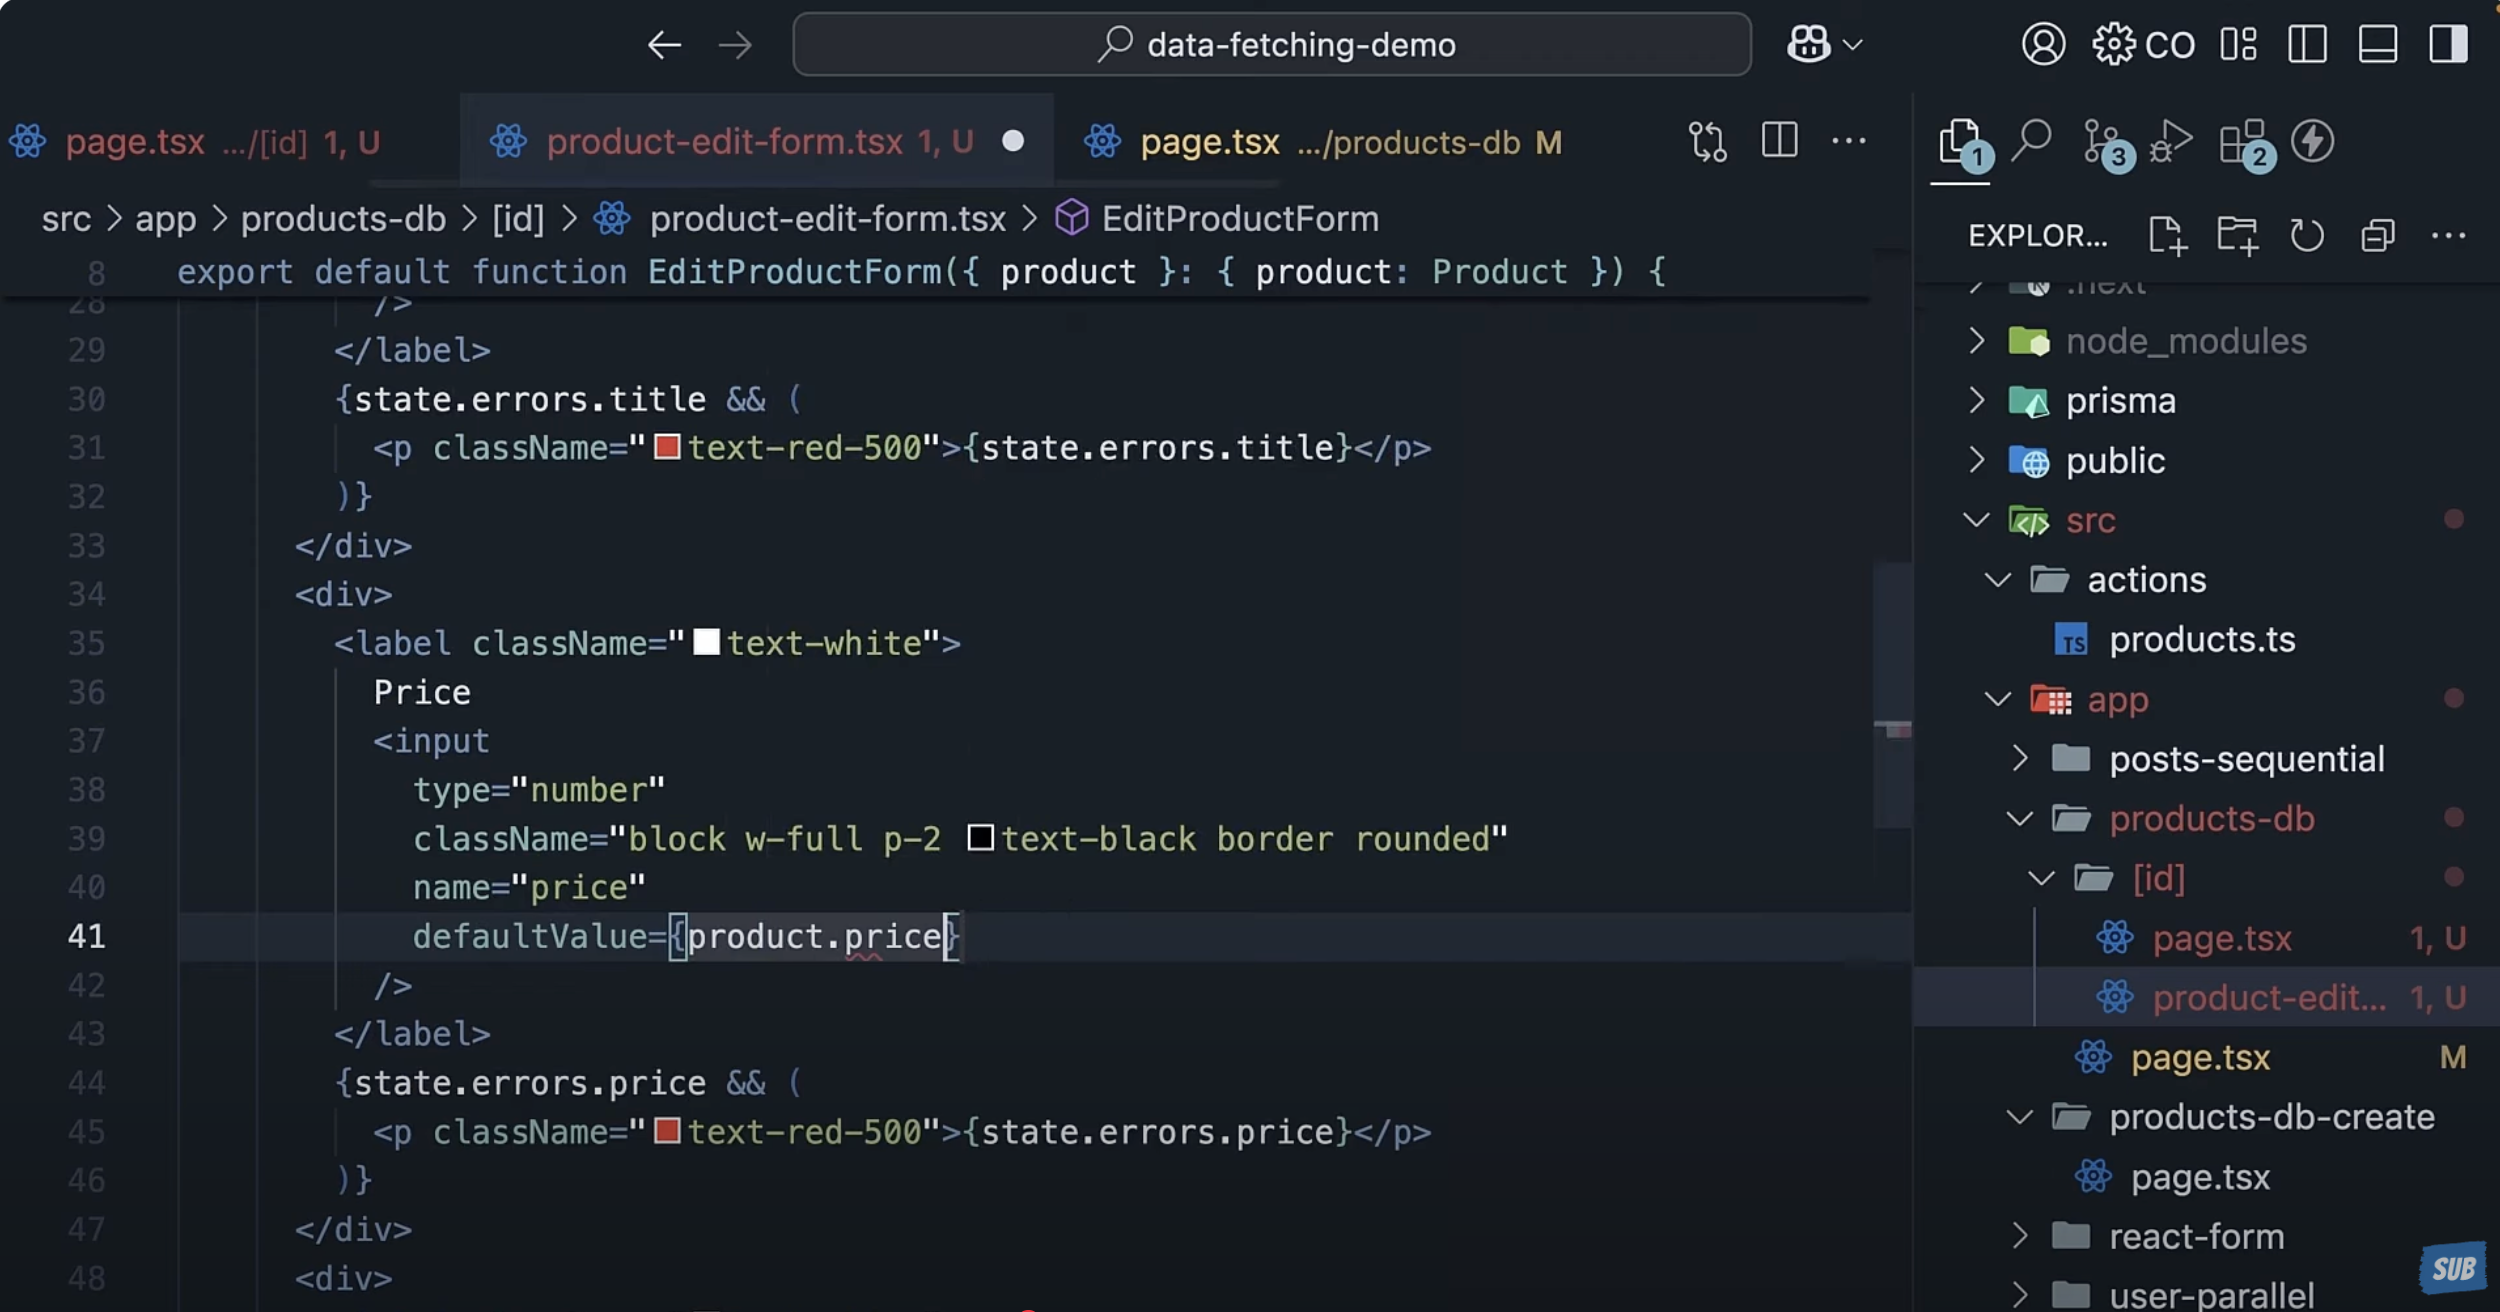 data-fetching-demo
CO
page.tsx .../[id] 1, U
product-edit-form.tsx 1, U
page.tsx .../products-db M
1
3
2
src > app > products-db > [id] > product-edit-form.tsx > EditProductForm
EXPLOR...
8 export default function EditProductForm({ product }: { product: Product }) {
28 />
29 </label>
30 {state.errors.title && (
31 <p className="text-red-500">{state.errors.title}</p>
32 )}
33 </div>
34 <div>
35 <label className="text-white">
36 Price
37 <input
38 type="number"
39 className="block w-full p-2 text-black border rounded"
40 name="price"
41 defaultValue={product.price}
42 />
43 </label>
44 {state.errors.price && (
45 <p className="text-red-500">{state.errors.price}</p>
46 )}
47 </div>
48 <div>
.next
node_modules
prisma
public
src
actions
TS products.ts
app
posts-sequential
products-db
[id]
page.tsx 1, U
product-edit... 1, U
page.tsx M
products-db-create
page.tsx
react-form
user-parallel
SUB